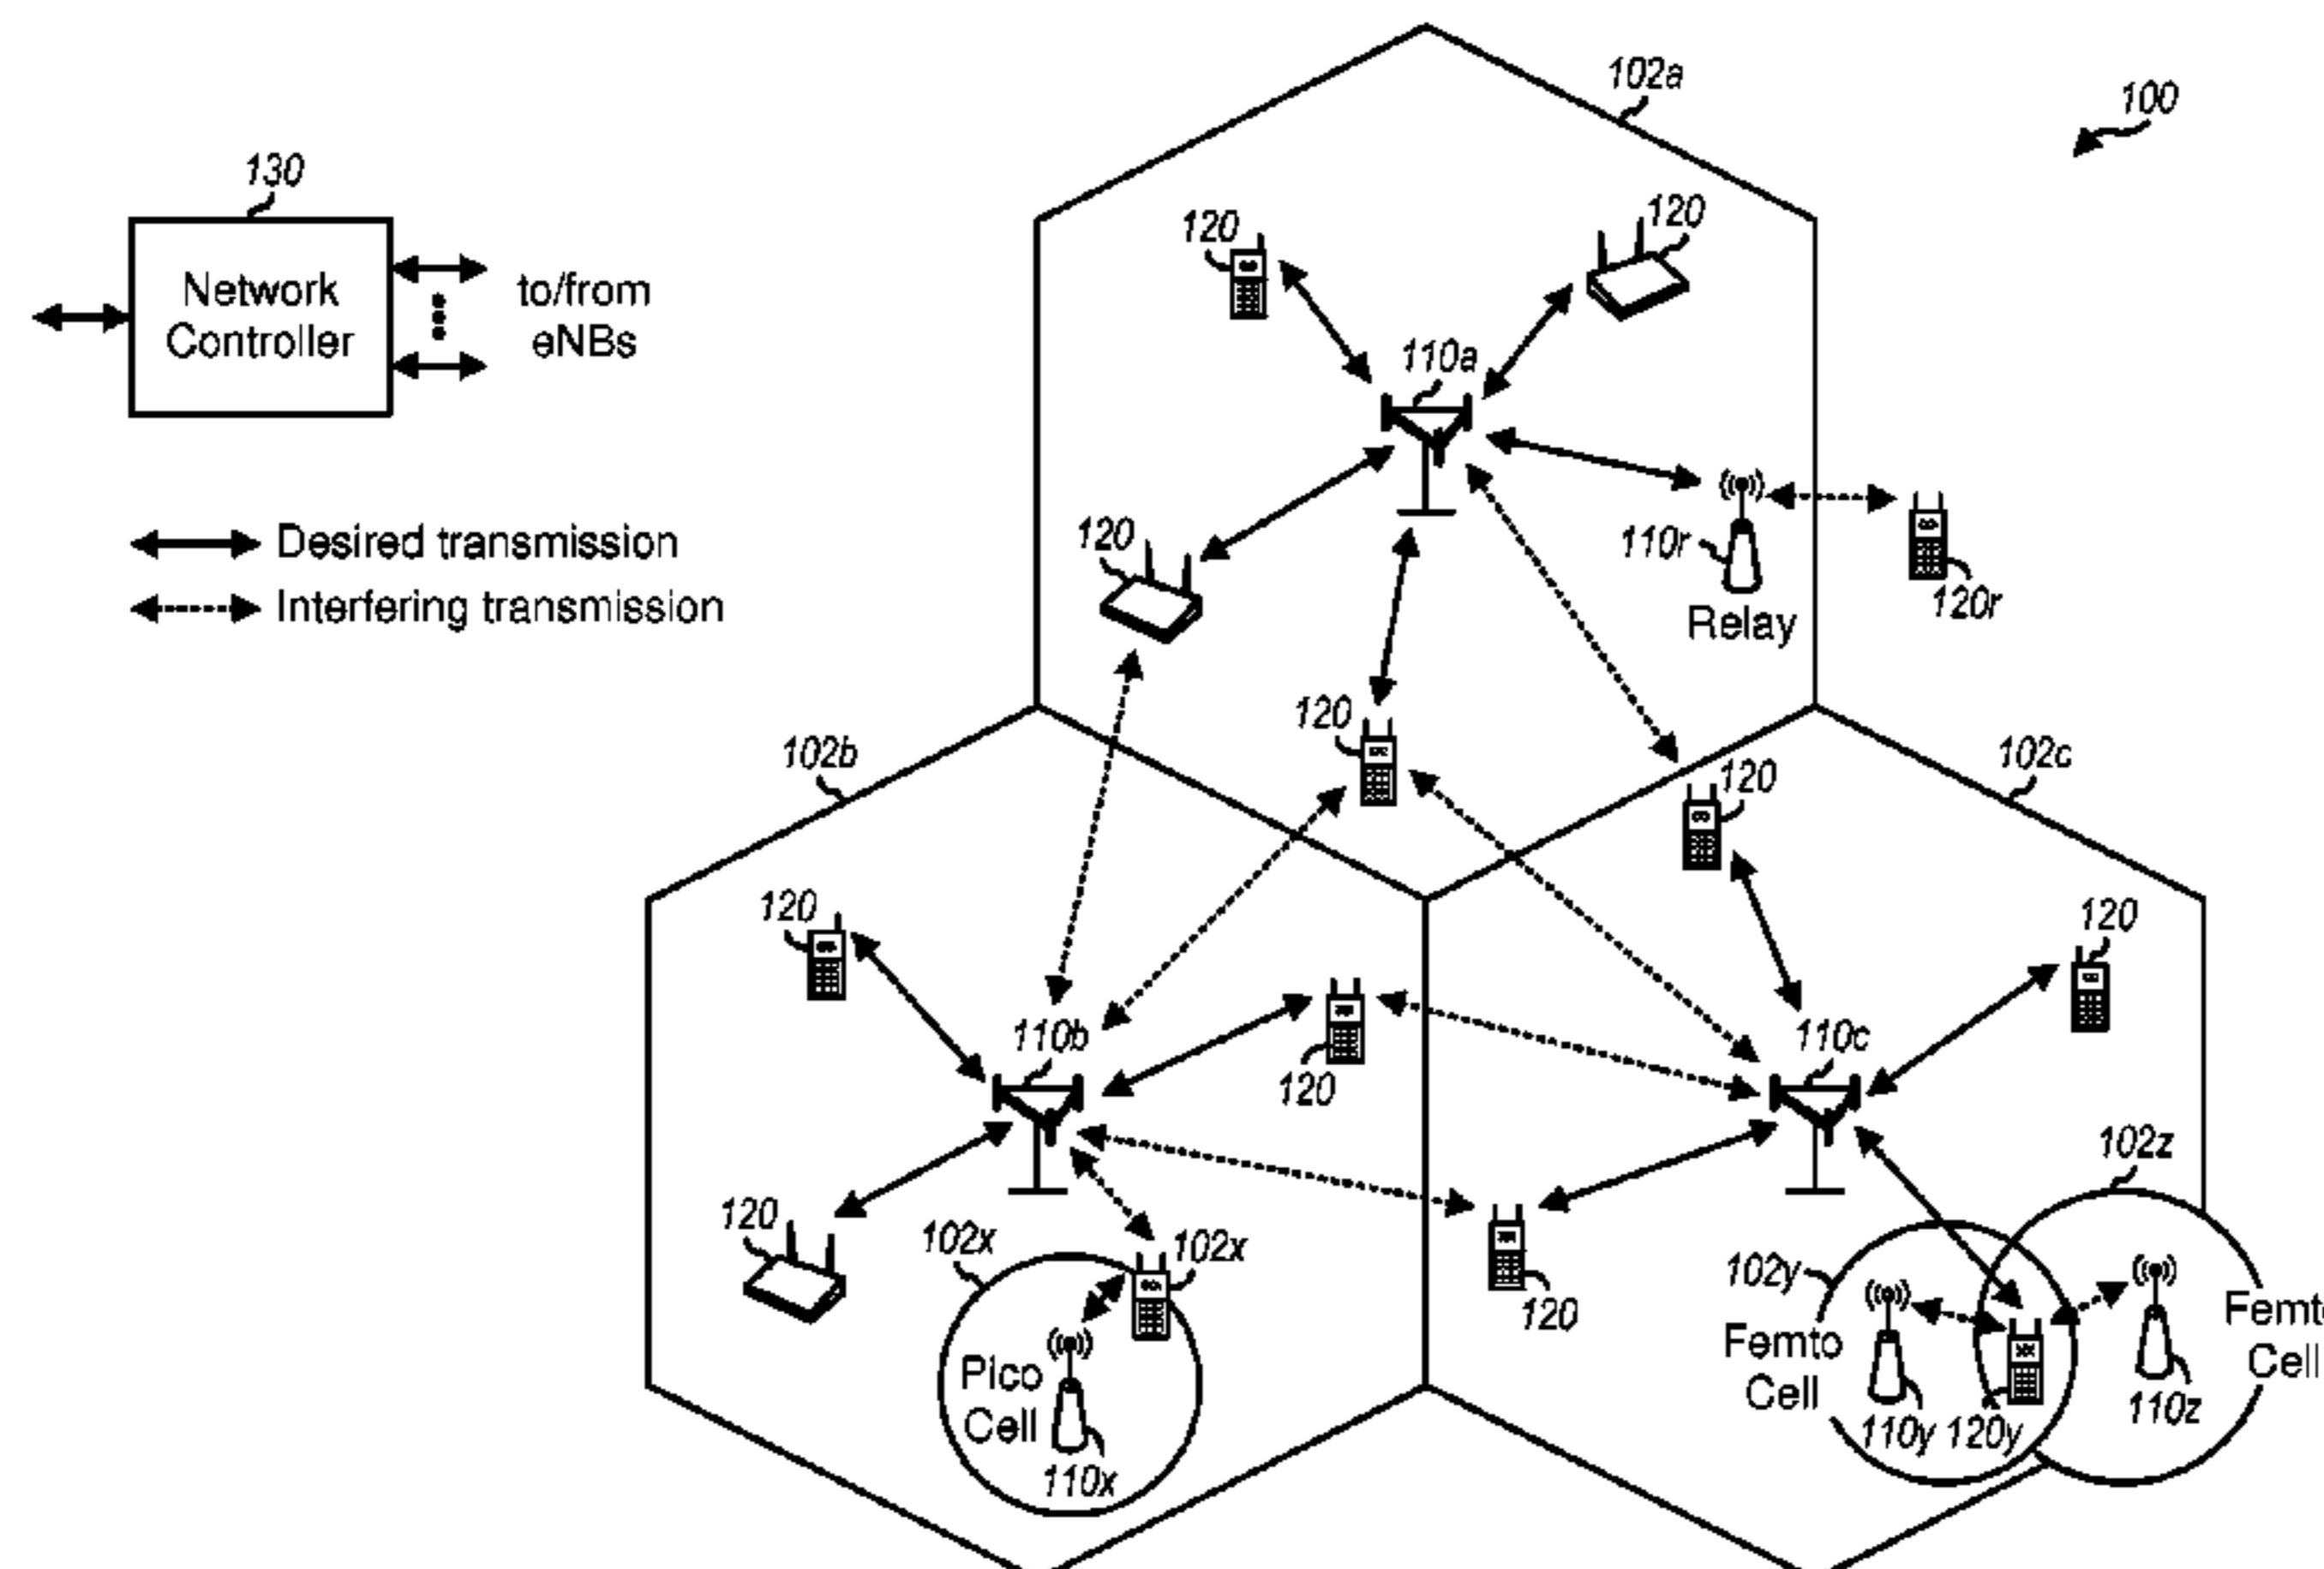 102a
100
130
120
120
Network
Controller
to/from
eNBs
110a
Desired transmission
Interfering transmission
120
110r
Relay
120r
120
102b
102c
120
120
120
110b
120
110c
102z
120
102x
102x
102y
120
Femto
Cell
Pico
Cell
110x
110y
120y
110z
Cell